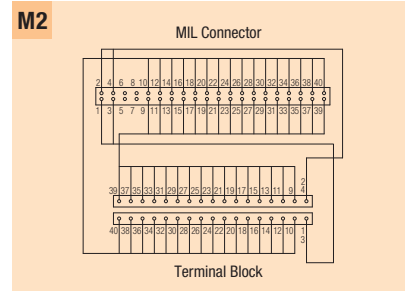 M2
MIL Connector
2 4 6 8 10 12 14 16 18 20 22 24 26 28 30 32 34 36 38 40
1 3 5 7 9 11 13 15 17 19 21 23 25 27 29 31 33 35 37 39
2
39 37 35 33 31 29 27 25 23 21 19 17 15 13 11 9 4
40 38 36 34 32 30 28 26 24 22 20 18 16 14 12 10 1
3
Terminal Block